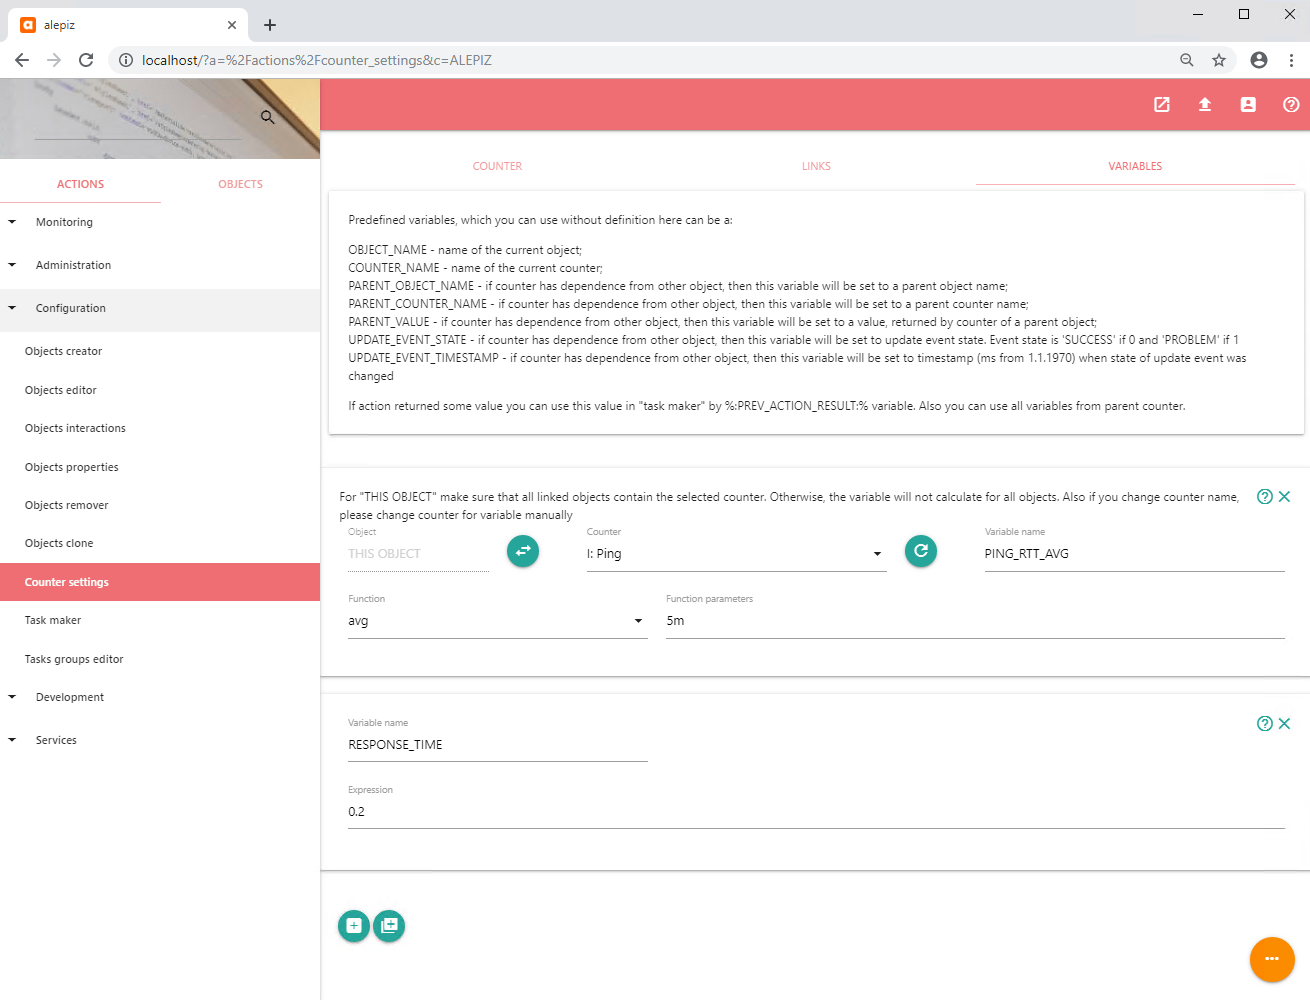 alepiz
localhost/?a=%2Factions%2Fcounter_settings&c=ALEPIZ
ACTIONS
OBJECTS
Monitoring
Administration
Configuration
Objects creator
Objects editor
Objects interactions
Objects properties
Objects remover
Objects clone
Counter settings
Task maker
Tasks groups editor
Development
Services
COUNTER
LINKS
VARIABLES
Predefined variables, which you can use without definition here can be a:
OBJECT_NAME - name of the current object;
COUNTER_NAME - name of the current counter;
PARENT_OBJECT_NAME - if counter has dependence from other object, then this variable will be set to a parent object name;
PARENT_COUNTER_NAME - if counter has dependence from other object, then this variable will be set to a parent counter name;
PARENT_VALUE - if counter has dependence from other object, then this variable will be set to a value, returned by counter of a parent object;
UPDATE_EVENT_STATE - if counter has dependence from other object, then this variable will be set to update event state. Event state is 'SUCCESS' if 0 and 'PROBLEM' if 1
UPDATE_EVENT_TIMESTAMP - if counter has dependence from other object, then this variable will be set to timestamp (ms from 1.1.1970) when state of update event was
changed
If action returned some value you can use this value in "task maker" by %:PREV_ACTION_RESULT:% variable. Also you can use all variables from parent counter.
For "THIS OBJECT" make sure that all linked objects contain the selected counter. Otherwise, the variable will not calculate for all objects. Also if you change counter name,
please change counter for variable manually
Object
THIS OBJECT
Counter
I: Ping
Variable name
PING_RTT_AVG
Function
avg
Function parameters
5m
Variable name
RESPONSE_TIME
Expression
0.2